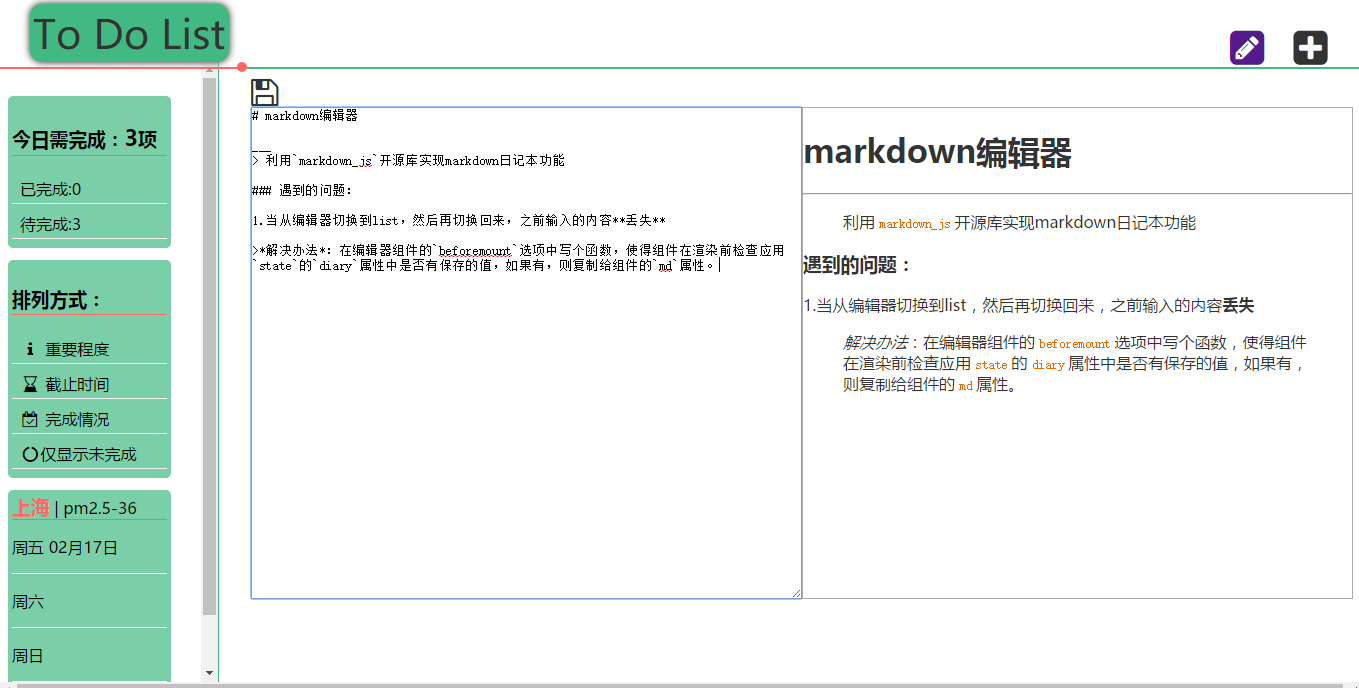 To Do List
今日需完成：3项
已完成:0
待完成:3
排列方式：
重要程度
截止时间
完成情况
仅显示未完成
上海 | pm2.5-36
周五 02月17日
周六
周日
# markdown编辑器
___
> 利用`markdown_js`开源库实现markdown日记本功能
### 遇到的问题:
1.当从编辑器切换到list，然后再切换回来，之前输入的内容**丢失**
>*解决办法*: 在编辑器组件的`beforemount`选项中写个函数，使得组件在渲染前检查应用
`state`的`diary`属性中是否有保存的值，如果有，则复制给组件的`md`属性。
markdown编辑器
利用 markdown_js 开源库实现markdown日记本功能
遇到的问题：
1.当从编辑器切换到list，然后再切换回来，之前输入的内容丢失
解决办法：在编辑器组件的 beforemount 选项中写个函数，使得组件
在渲染前检查应用 state 的 diary 属性中是否有保存的值，如果有，
则复制给组件的 md 属性。